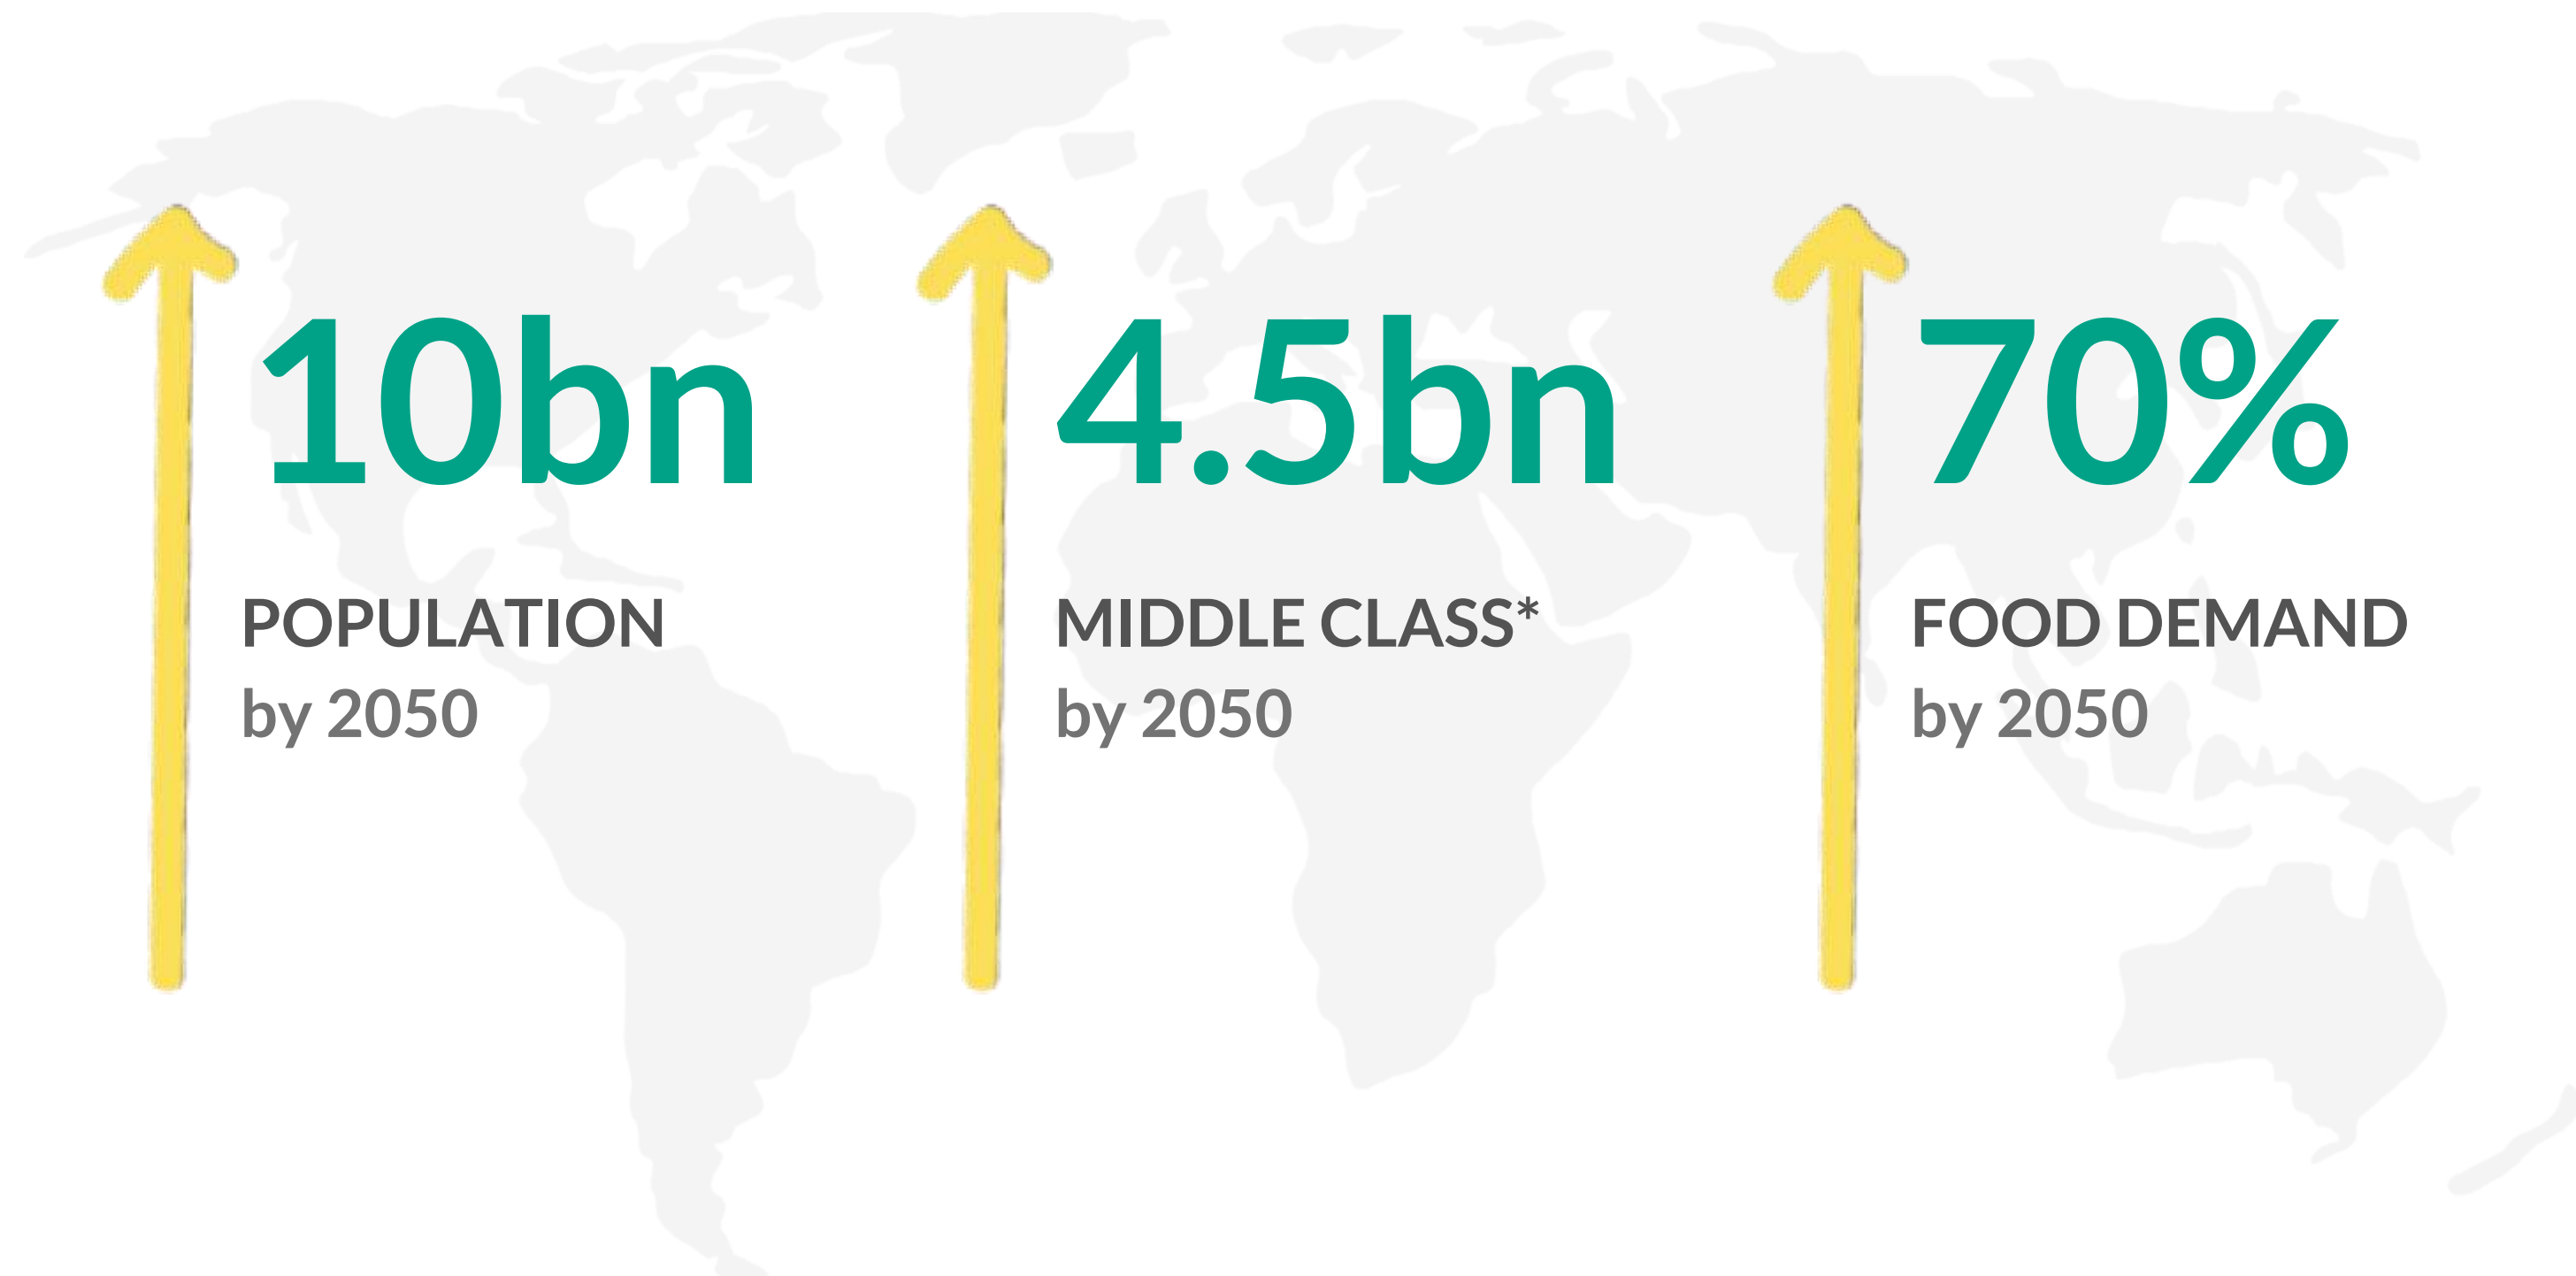 10bn
POPULATION
by 2050
4.5bn
MIDDLE CLASS*
by 2050
70%
FOOD DEMAND
by 2050